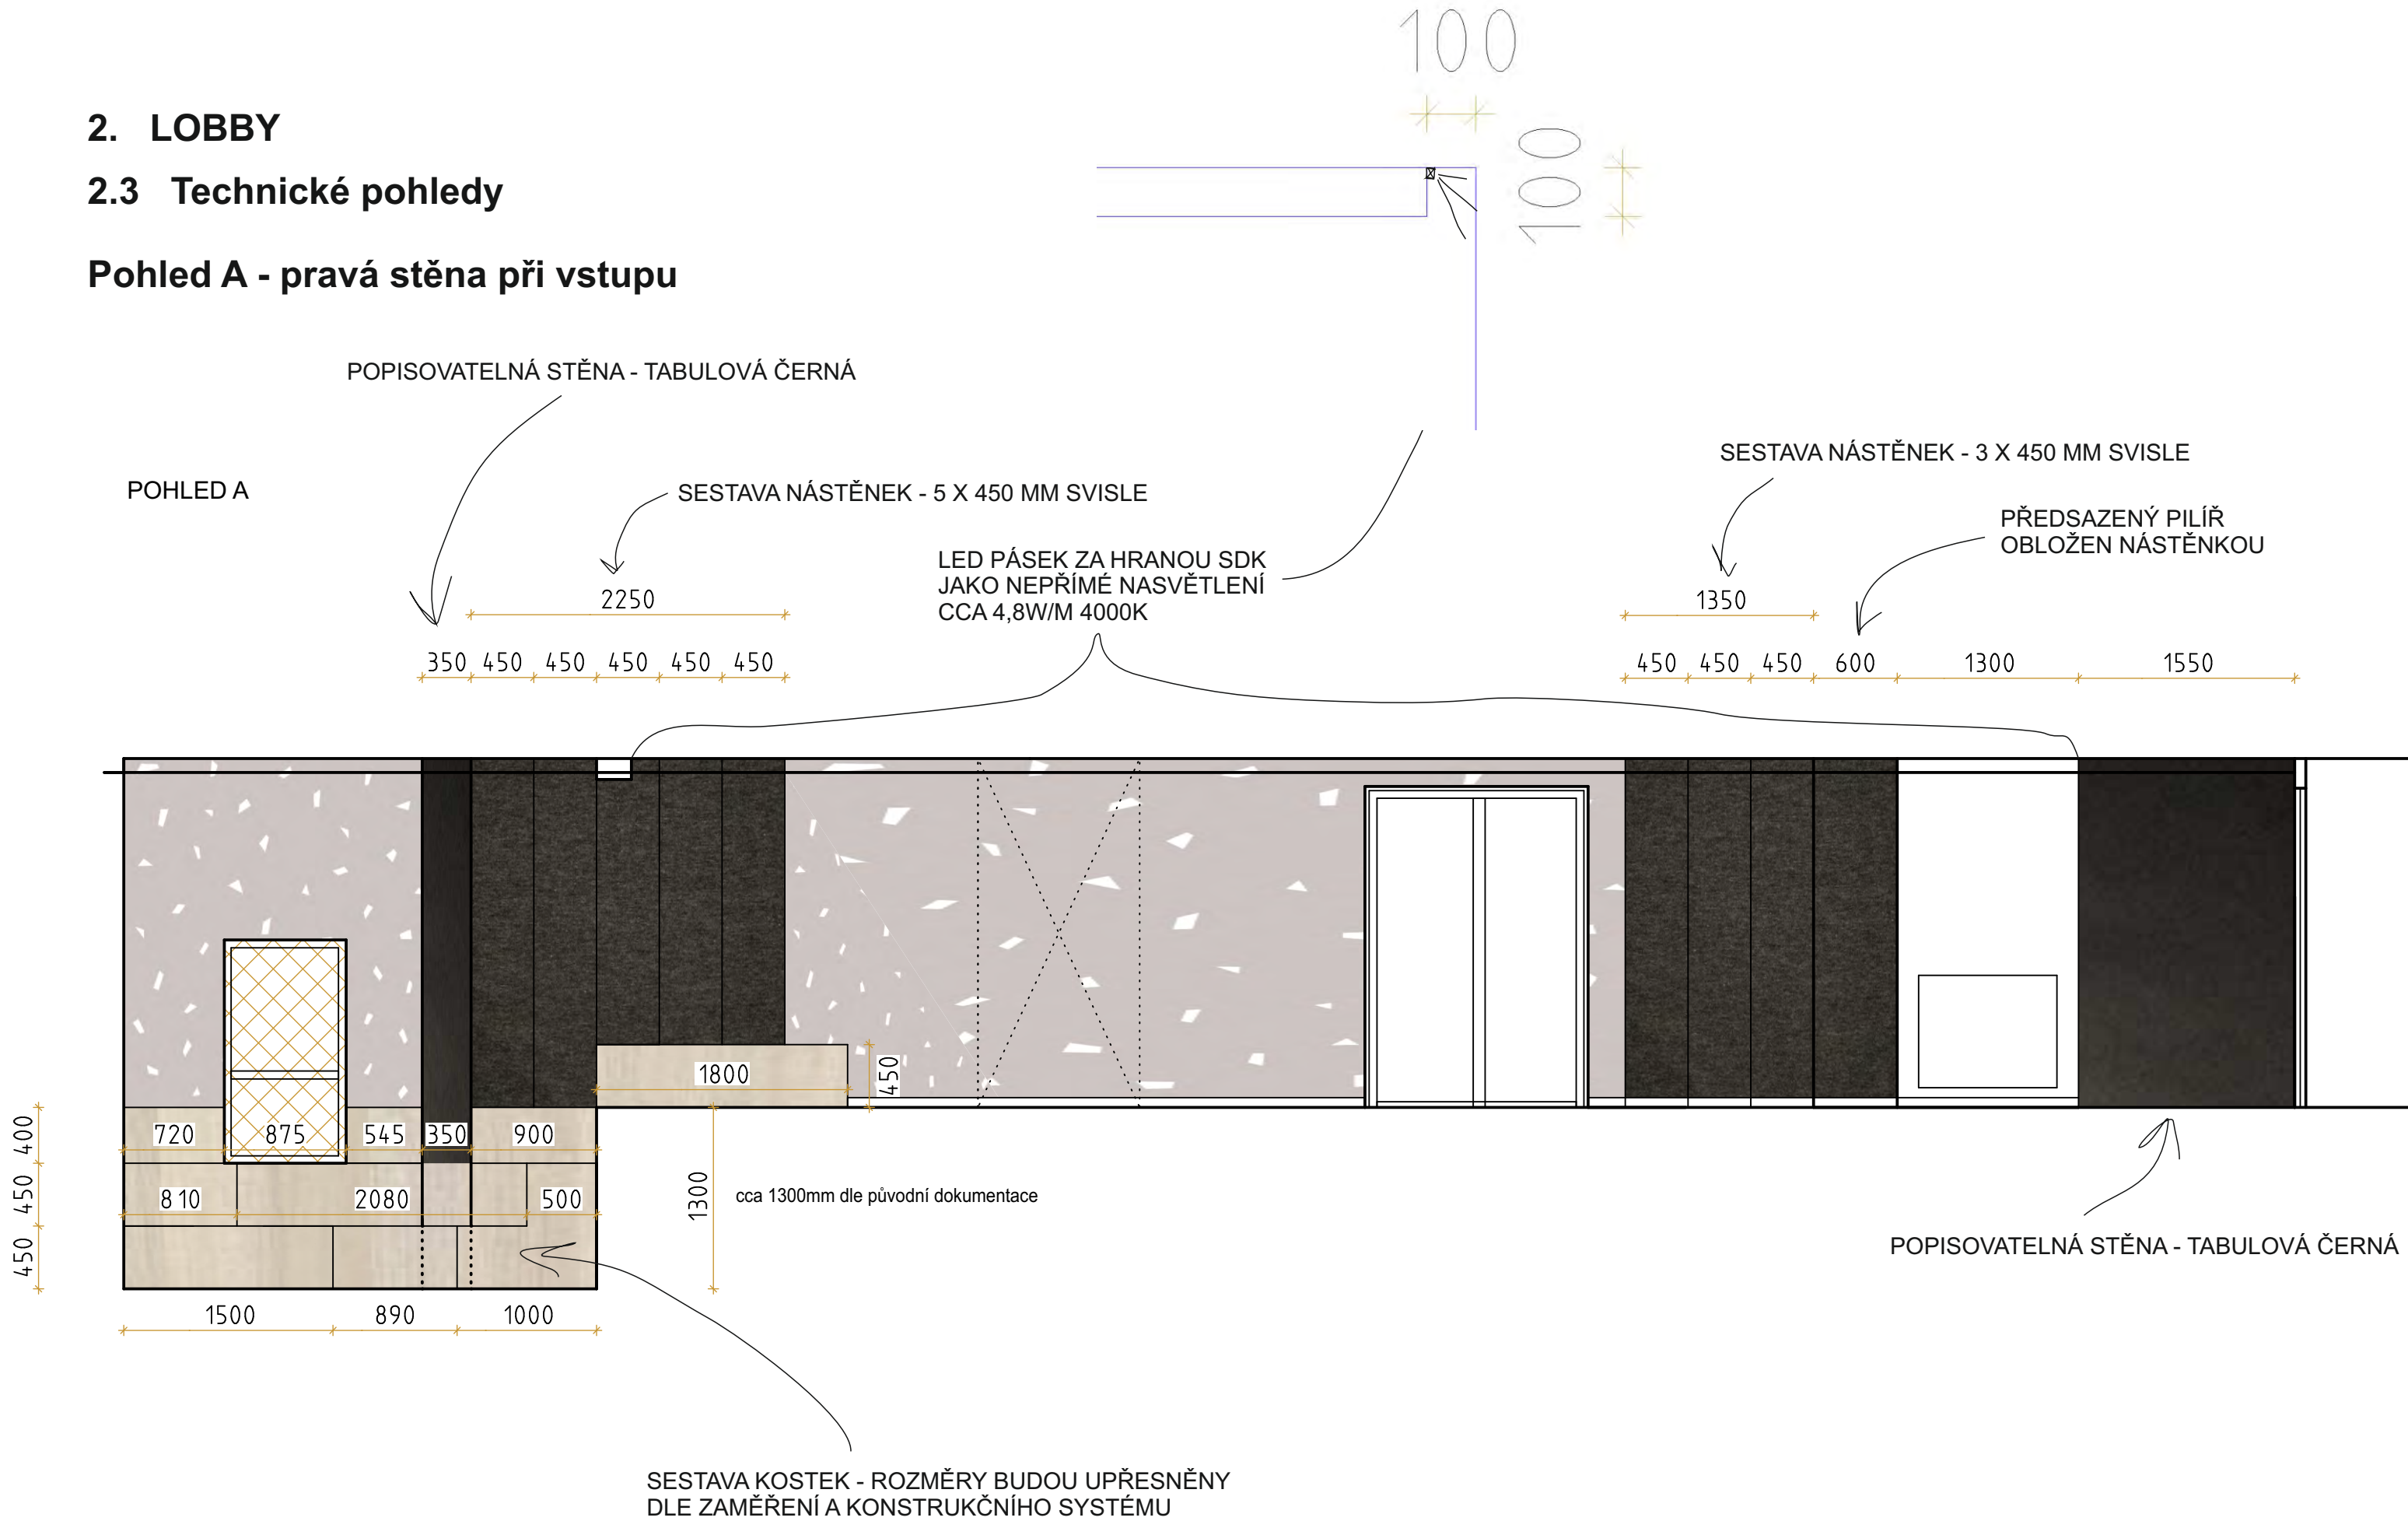 100
2. LOBBY
100
2.3 Technické pohledy
Pohled A - pravá stěna při vstupu
POPISOVATELNÁ STĚNA - TABULOVÁ ČERNÁ
POHLED A
SESTAVA NÁSTĚNEK - 5 X 450 MM SVISLE
SESTAVA NÁSTĚNEK - 3 X 450 MM SVISLE
PŘEDSAZENÝ PILÍŘ
OBLOŽEN NÁSTĚNKOU
LED PÁSEK ZA HRANOU SDK
JAKO NEPŘÍMÉ NASVĚTLENÍ
CCA 4,8W/M 4000K
2250
1350
350 450 450 450 450 450
450 450 450 600 1300 1550
1800
450
400
720 875 545 350 900
450
810 2080 500
1300
cca 1300mm dle původní dokumentace
450
POPISOVATELNÁ STĚNA - TABULOVÁ ČERNÁ
1500 890 1000
SESTAVA KOSTEK - ROZMĚRY BUDOU UPŘESNĚNY
DLE ZAMĚŘENÍ A KONSTRUKČNÍHO SYSTÉMU